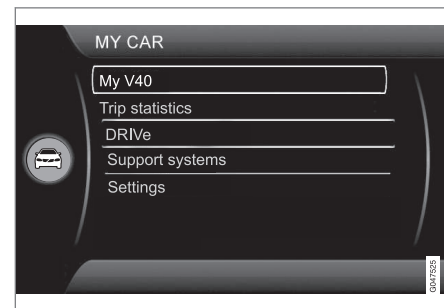 MY CAR
My V40
Trip statistics
DRIVe
Support systems
Settings
G047525